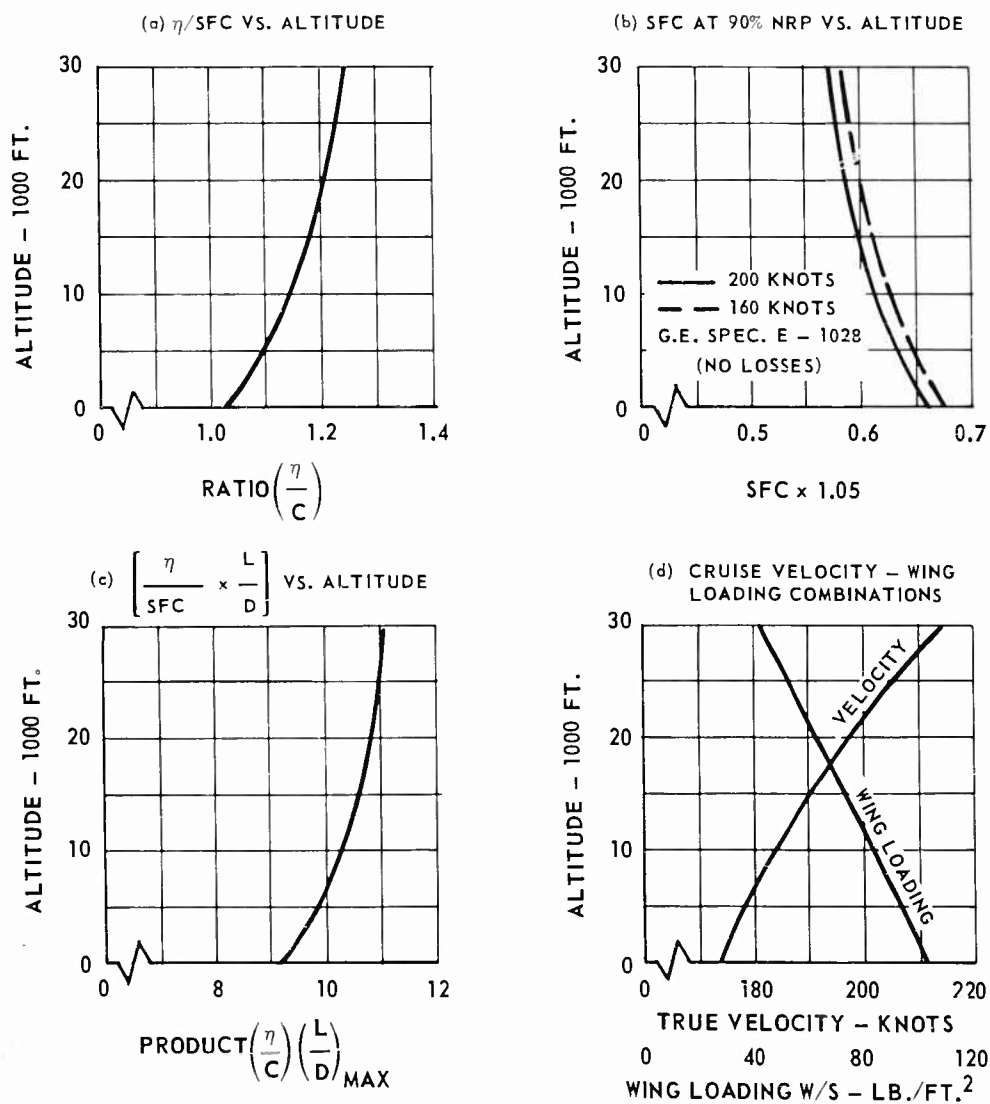 (a) η/SFC VS. ALTITUDE
ALTITUDE – 1000 FT.
30
20
10
0
0 1.0 1.2 1.4
RATIO (η/C)
(b) SFC AT 90% NRP VS. ALTITUDE
ALTITUDE – 1000 FT.
30
20
10
0
200 KNOTS
160 KNOTS
G.E. SPEC. E – 1028
(NO LOSSES)
0 0.5 0.6 0.7
SFC x 1.05
(c) [η/SFC x L/D] VS. ALTITUDE
ALTITUDE – 1000 FT.
30
20
10
0
0 8 10 12
PRODUCT (η/C) (L/D) MAX
(d) CRUISE VELOCITY – WING
LOADING COMBINATIONS
ALTITUDE – 1000 FT.
30
20
10
0
VELOCITY
WING LOADING
0 180 200 220
TRUE VELOCITY – KNOTS
0 40 80 120
WING LOADING W/S – LB./FT.²